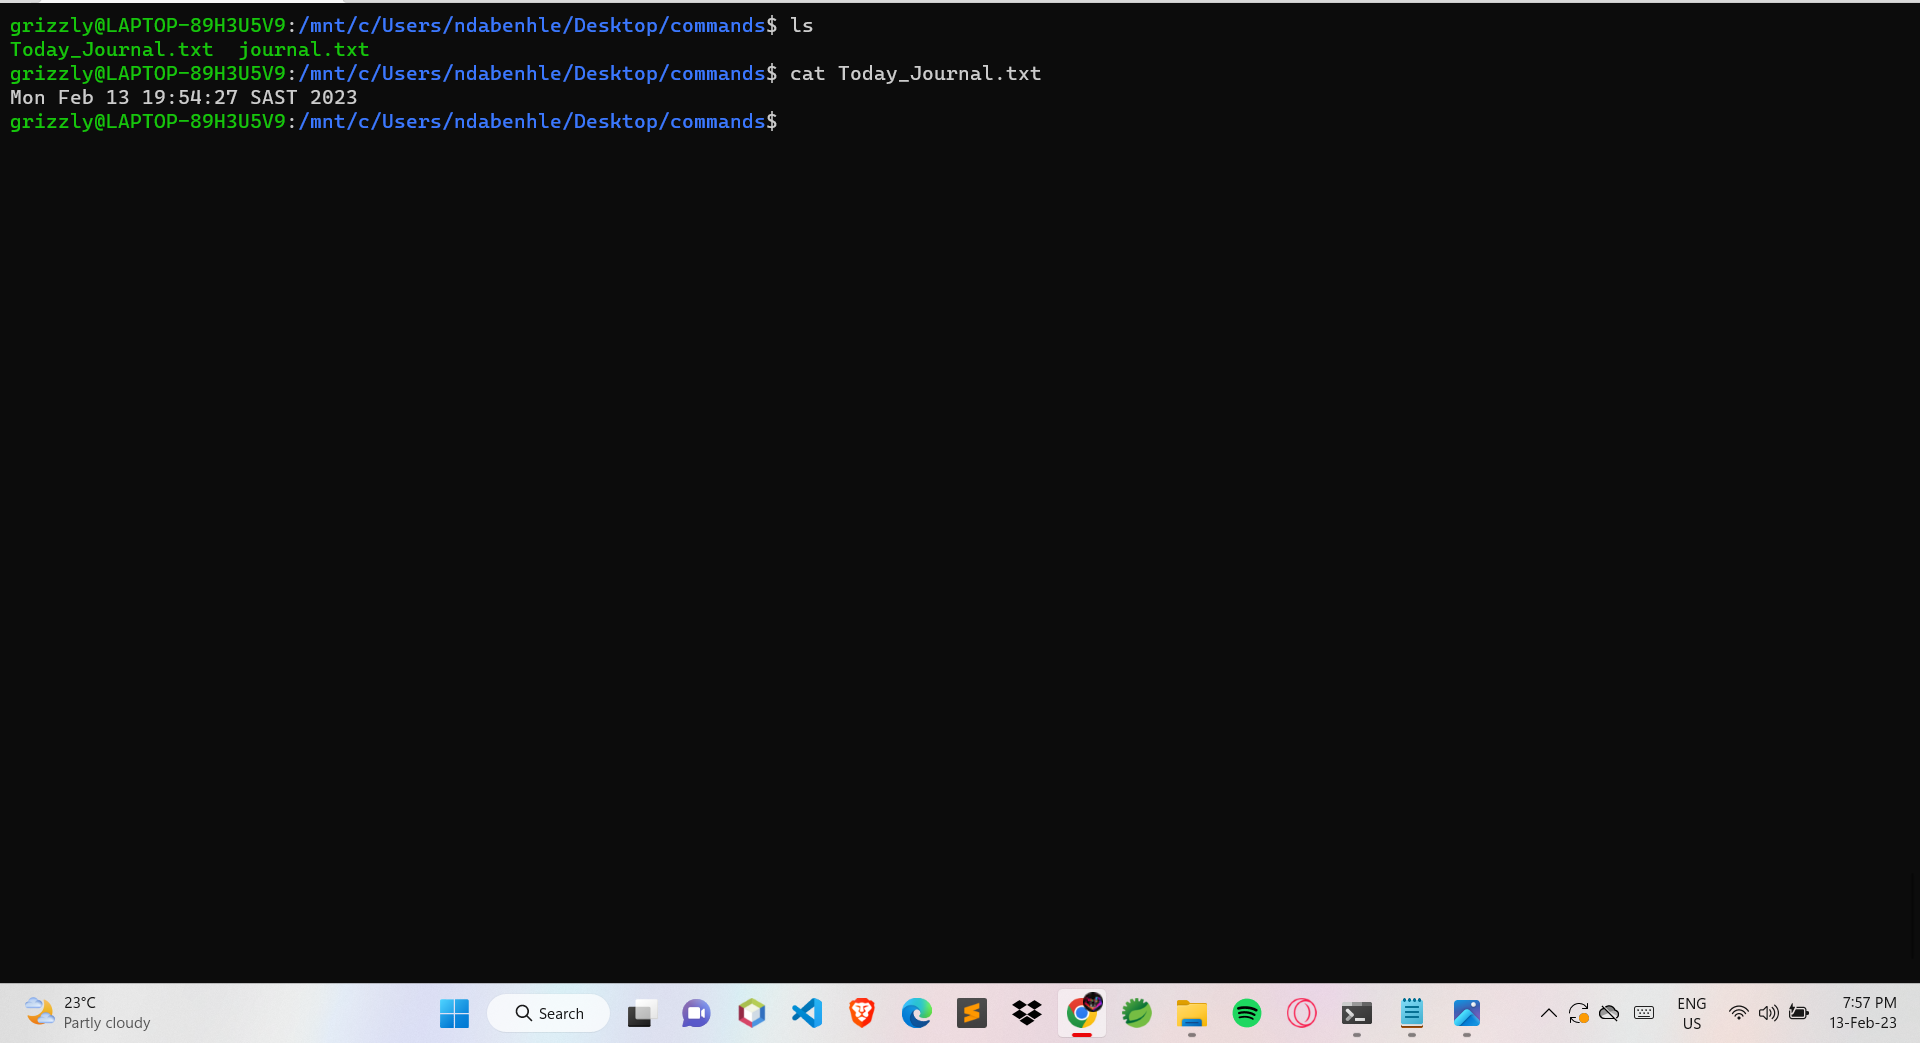 grizzly@LAPTOP-89H3U5V9:/mnt/c/Users/ndabenhle/Desktop/commands$ ls
Today_Journal.txt  journal.txt
grizzly@LAPTOP-89H3U5V9:/mnt/c/Users/ndabenhle/Desktop/commands$ cat Today_Journal.txt
Mon Feb 13 19:54:27 SAST 2023
grizzly@LAPTOP-89H3U5V9:/mnt/c/Users/ndabenhle/Desktop/commands$
23°C
Partly cloudy
Search
ENG
US
7:57 PM
13-Feb-23